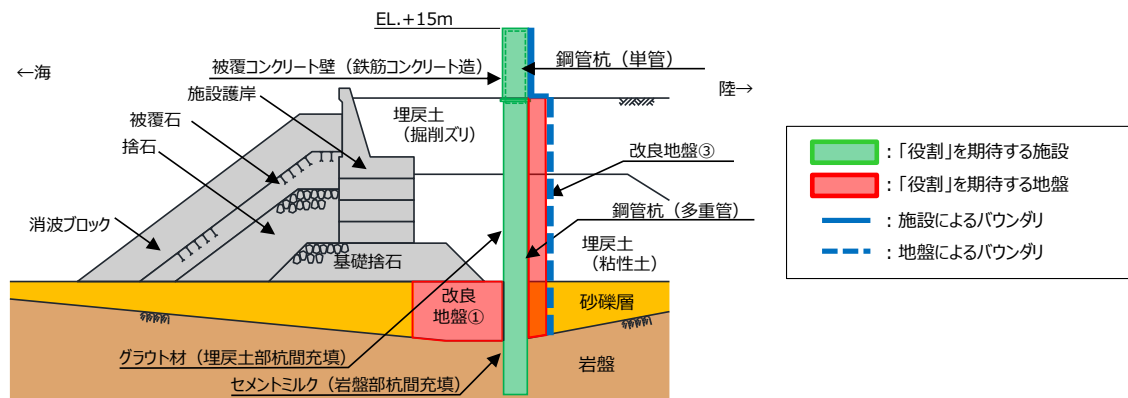 EL.+15m
←海
陸→
鋼管杭（単管）
被覆コンクリート壁（鉄筋コンクリート造）
施設護岸
埋戻土
（掘削ズリ）
被覆石
捨石
改良地盤③
鋼管杭（多重管）
消波ブロック
埋戻土
（粘性土）
基礎捨石
改良
地盤①
砂礫層
グラウト材（埋戻土部杭間充填）
岩盤
セメントミルク（岩盤部杭間充填）
：「役割」を期待する施設
：「役割」を期待する地盤
：施設によるバウンダリ
：地盤によるバウンダリ